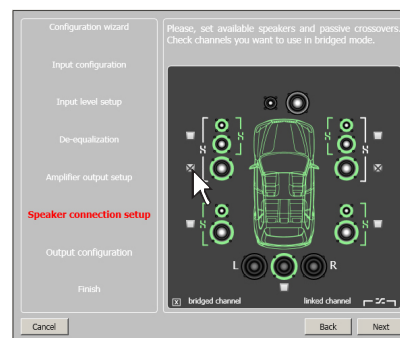 Configuration wizard
Input configuration
Input level setup
De-equalization
Amplifier output setup
Speaker connection setup
Output configuration
Finish
Please, set available speakers and passive crossovers.
Check channels you want to use in bridged mode.
L R
X bridged channel linked channel
Cancel Back Next